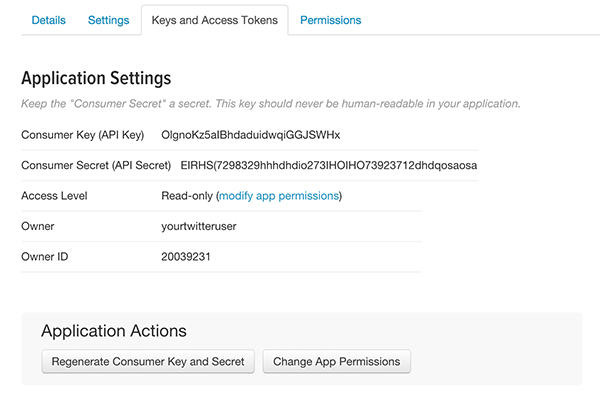 Details Settings Keys and Access Tokens Permissions
Application Settings
Keep the "Consumer Secret" a secret. This key should never be human-readable in your application.
Consumer Key (API Key) OlgnoKz5aIBhdaduidwqiGGJSWHx
Consumer Secret (API Secret) EIRHS(7298329hhhdhdio273IHOIHO73923712dhdqosaosa
Access Level Read-only (modify app permissions)
Owner yourtwitteruser
Owner ID 20039231
Application Actions
Regenerate Consumer Key and Secret Change App Permissions